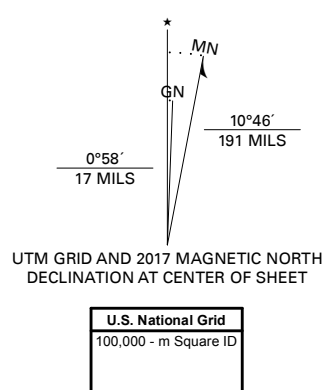 ★
MN
GN
10°46´
191 MILS
0°58´
17 MILS
UTM GRID AND 2017 MAGNETIC NORTH
DECLINATION AT CENTER OF SHEET
U.S. National Grid
100,000 - m Square ID